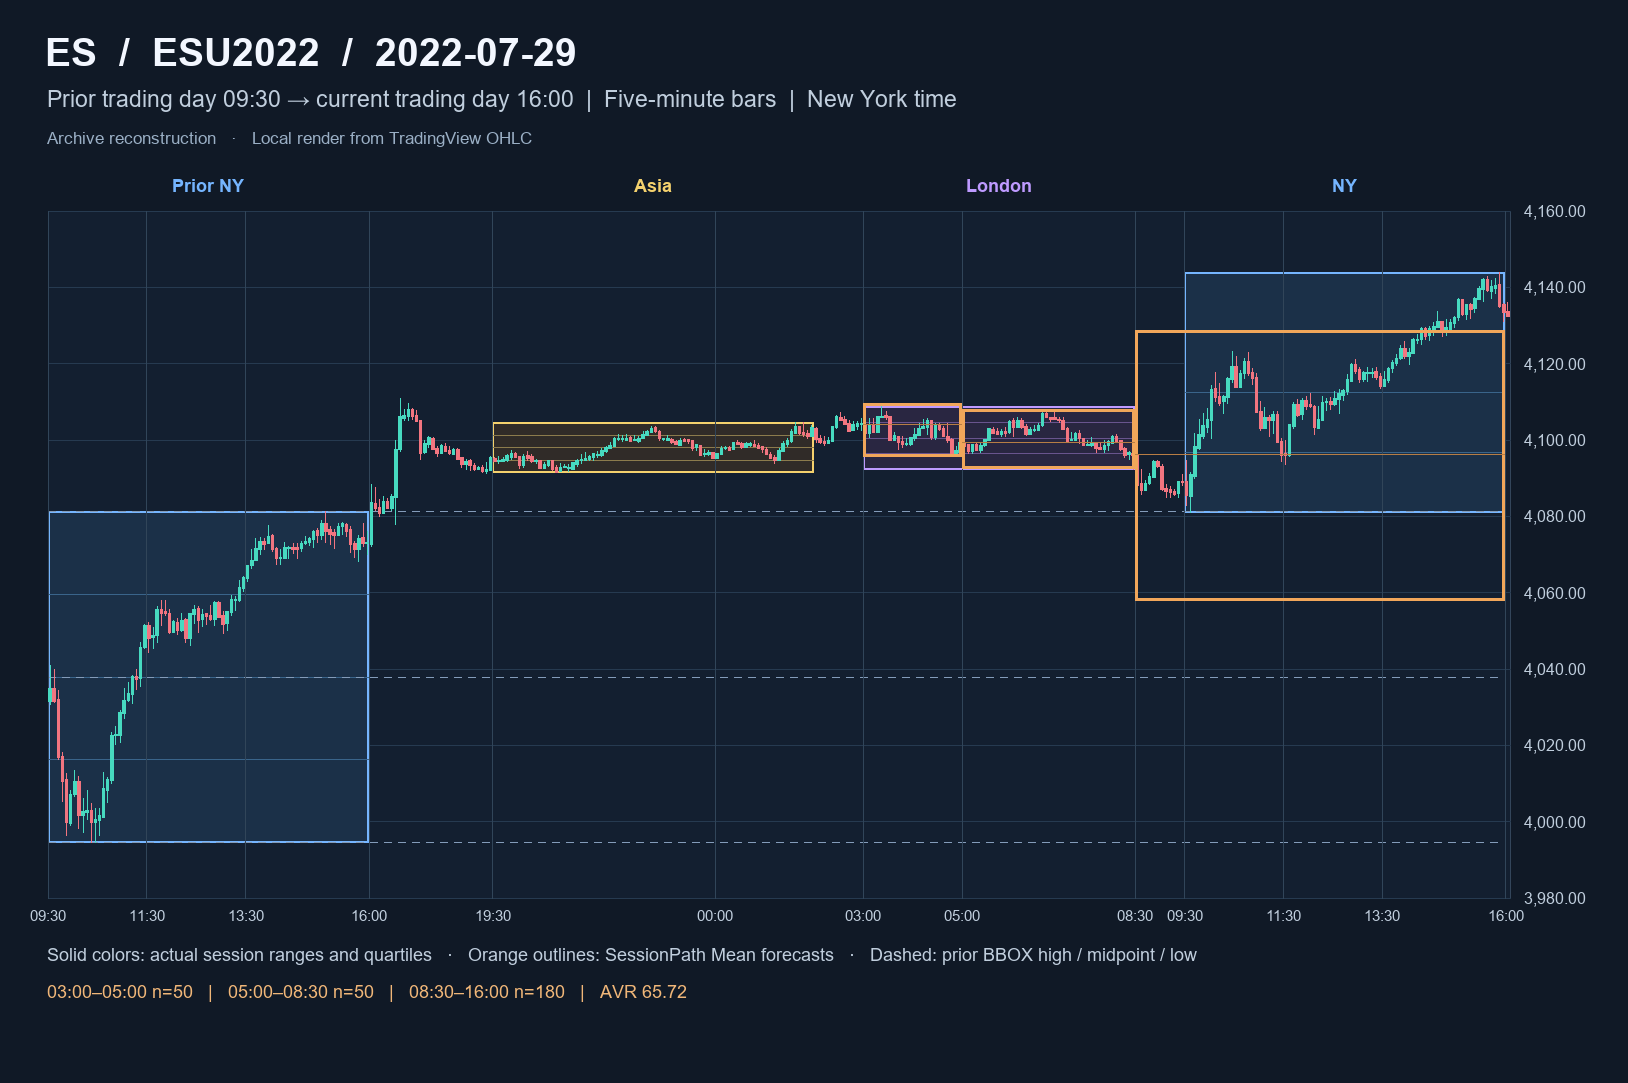 ES / ESU2022 / 2022-07-29
Prior trading day 09:30 → current trading day 16:00 | Five-minute bars | New York time
Archive reconstruction · Local render from TradingView OHLC
Prior NY Asia London NY
4,160.00
4,140.00
4,120.00
4,100.00
4,080.00
4,060.00
4,040.00
4,020.00
4,000.00
3,980.00
09:30 11:30 13:30 16:00 19:30 00:00 03:00 05:00 08:30 09:30 11:30 13:30 16:00
Solid colors: actual session ranges and quartiles · Orange outlines: SessionPath Mean forecasts · Dashed: prior BBOX high / midpoint / low
03:00–05:00 n=50 | 05:00–08:30 n=50 | 08:30–16:00 n=180 | AVR 65.72